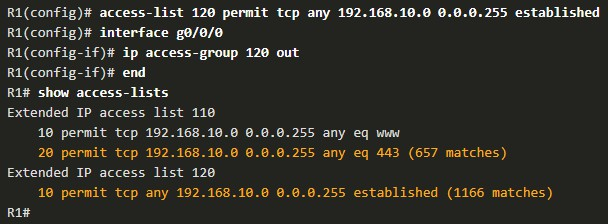 R1(config)# access-list 120 permit tcp any 192.168.10.0 0.0.0.255 established
R1(config)# interface g0/0/0
R1(config-if)# ip access-group 120 out
R1(config-if)# end
R1# show access-lists
Extended IP access list 110
    10 permit tcp 192.168.10.0 0.0.0.255 any eq www
    20 permit tcp 192.168.10.0 0.0.0.255 any eq 443 (657 matches)
Extended IP access list 120
    10 permit tcp any 192.168.10.0 0.0.0.255 established (1166 matches)
R1#